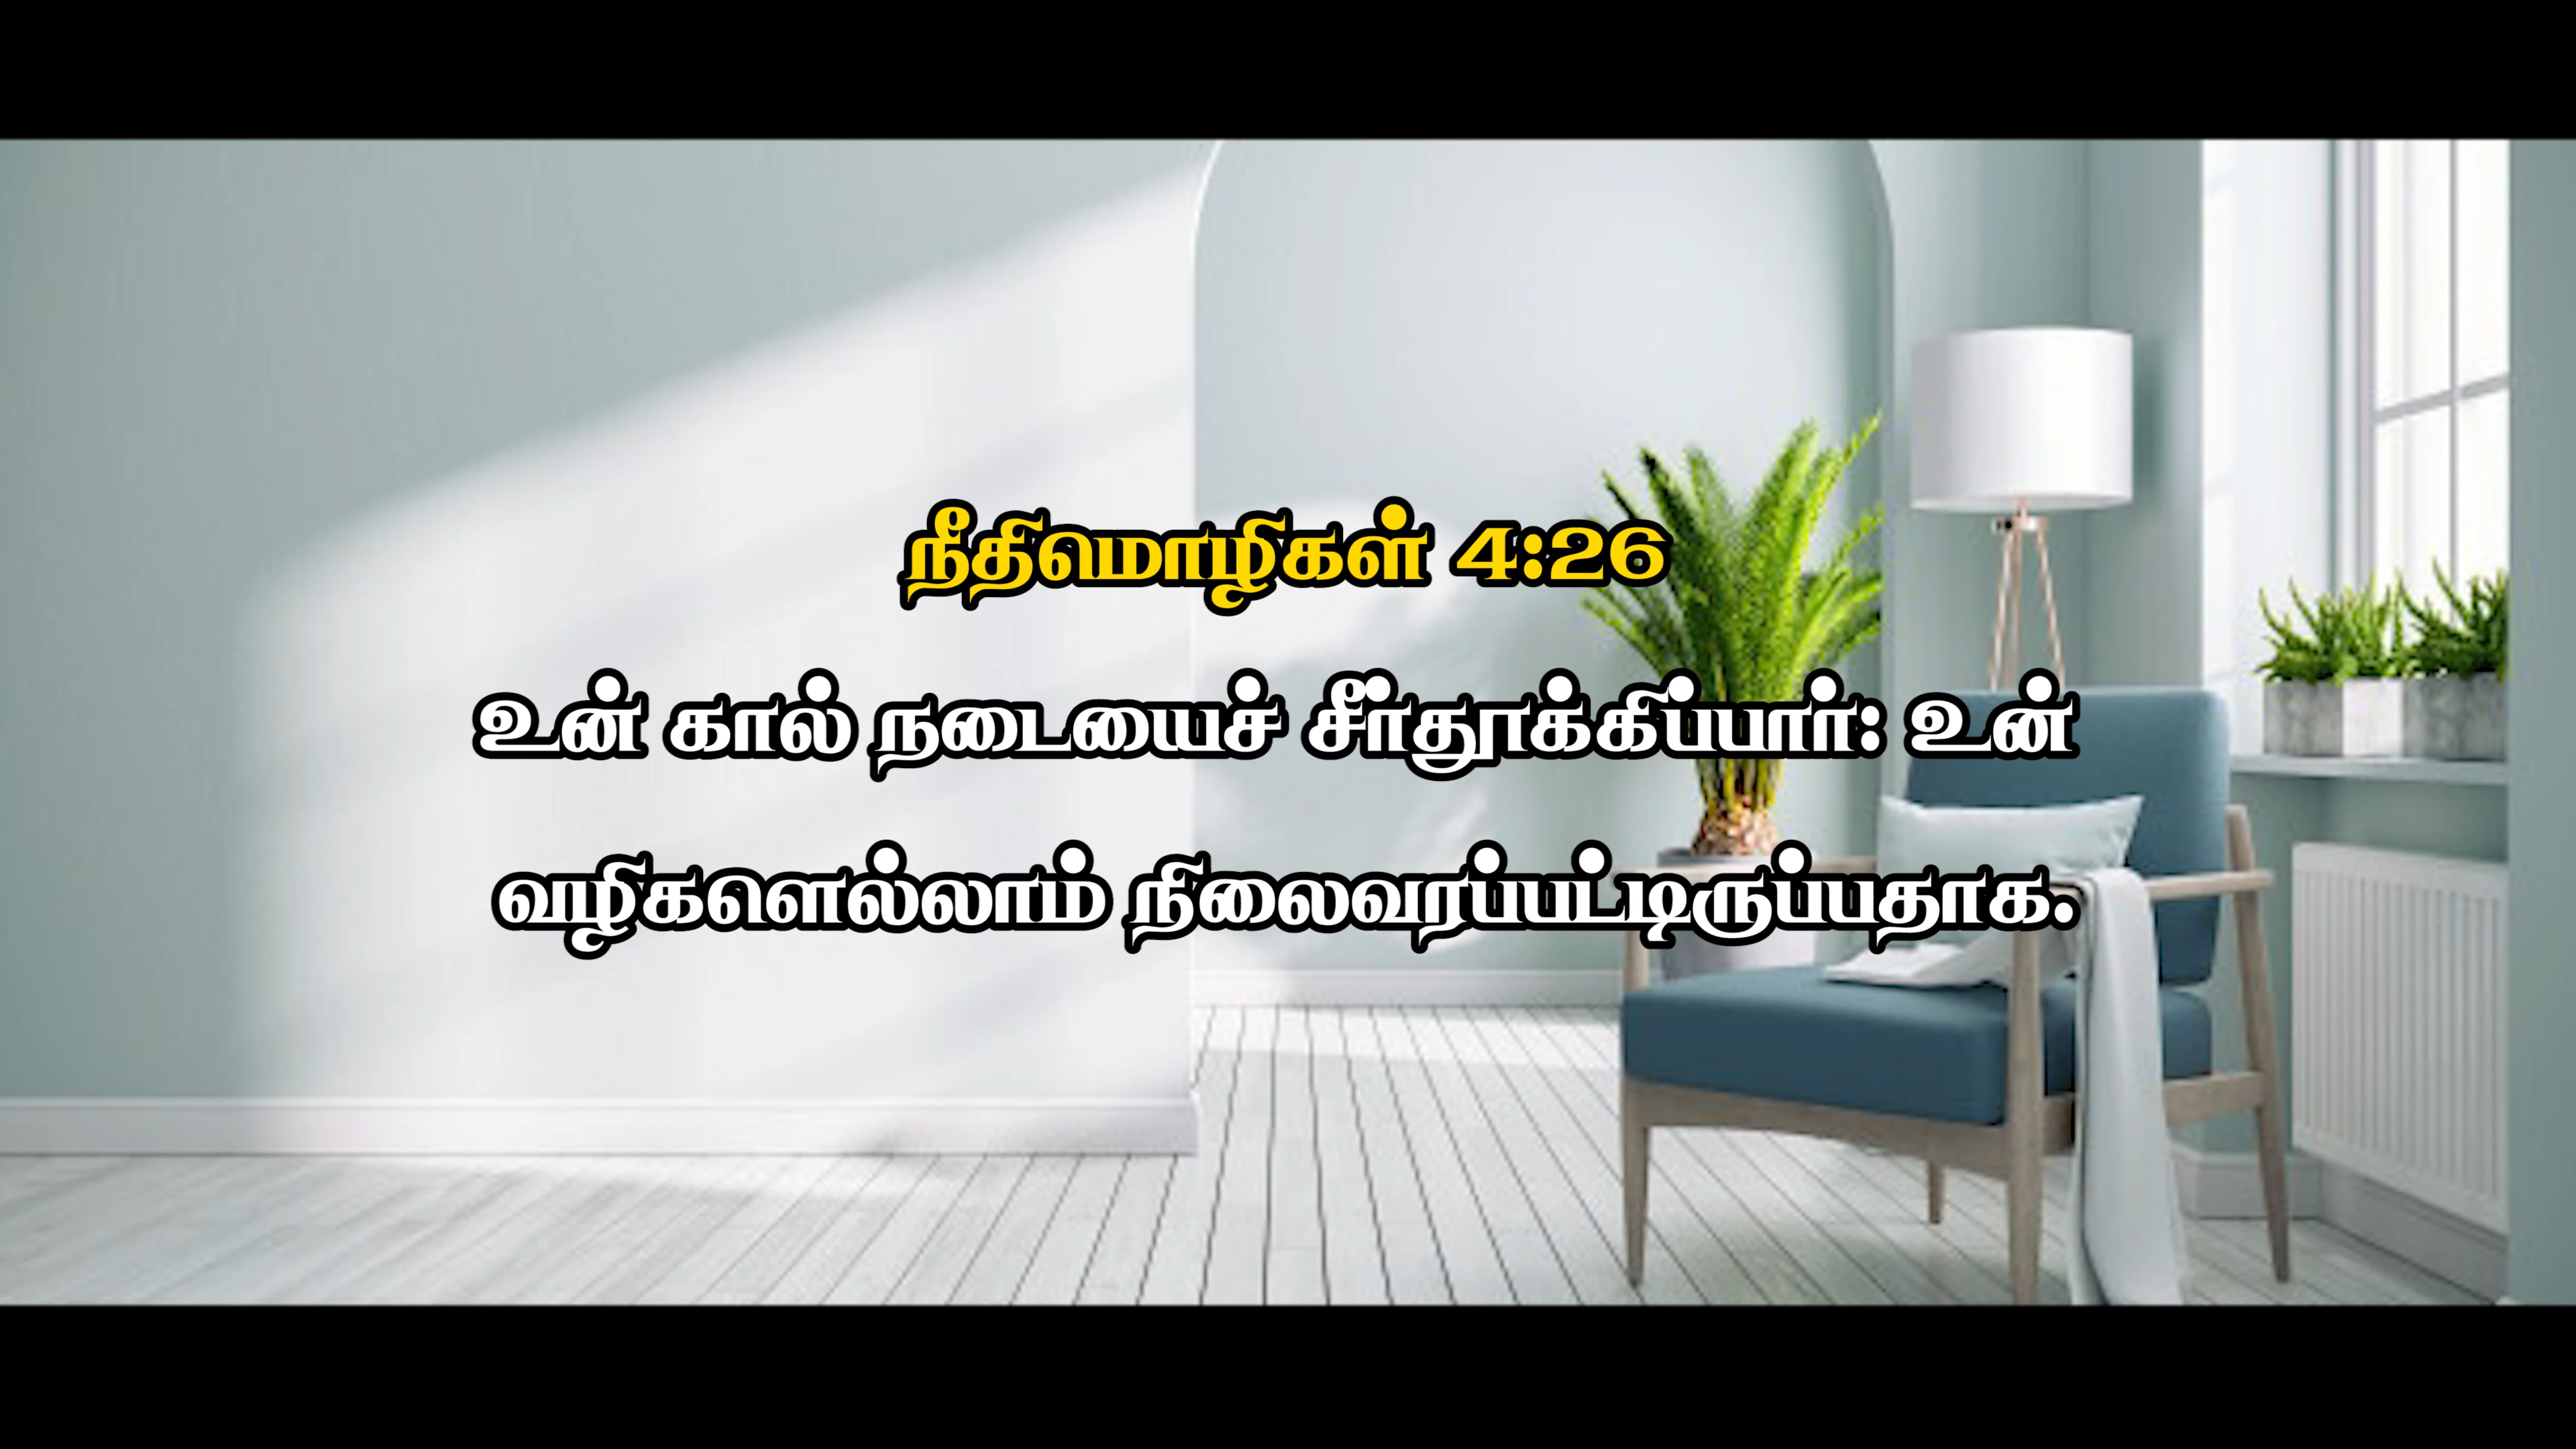 நீதிமொழிகள் 4:26
உன் கால் நடையைச் சீர்தூக்கிப்பார்: உன்
வழிகளெல்லாம் நிலைவரப்பட்டிருப்பதாக.